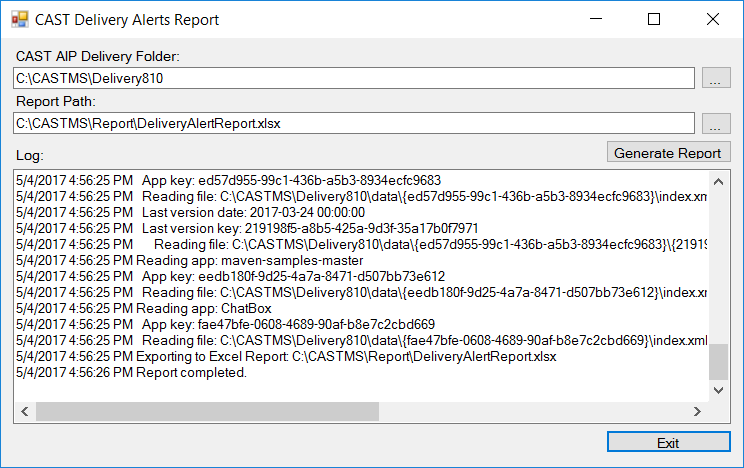 CAST Delivery Alerts Report
CAST AIP Delivery Folder:
C:\CASTMS\Delivery810
...
Report Path:
C:\CASTMS\Report\DeliveryAlertReport.xlsx
...
Log:
Generate Report
5/4/2017 4:56:25 PM App key: ed57d955-99c1-436b-a5b3-8934ecfc9683
5/4/2017 4:56:25 PM Reading file: C:\CASTMS\Delivery810\data\{ed57d955-99c1-436b-a5b3-8934ecfc9683}\index.xm
5/4/2017 4:56:25 PM Last version date: 2017-03-24 00:00:00
5/4/2017 4:56:25 PM Last version key: 219198f5-a8b5-425a-9d3f-35a17b0f7971
5/4/2017 4:56:25 PM Reading file: C:\CASTMS\Delivery810\data\{ed57d955-99c1-436b-a5b3-8934ecfc9683}\{21919
5/4/2017 4:56:25 PM Reading app: maven-samples-master
5/4/2017 4:56:25 PM App key: eedb180f-9d25-4a7a-8471-d507bb73e612
5/4/2017 4:56:25 PM Reading file: C:\CASTMS\Delivery810\data\{eedb180f-9d25-4a7a-8471-d507bb73e612}\index.xm
5/4/2017 4:56:25 PM Reading app: ChatBox
5/4/2017 4:56:25 PM App key: fae47bfe-0608-4689-90af-b8e7c2cbd669
5/4/2017 4:56:25 PM Reading file: C:\CASTMS\Delivery810\data\{fae47bfe-0608-4689-90af-b8e7c2cbd669}\index.xml
5/4/2017 4:56:25 PM Exporting to Excel Report: C:\CASTMS\Report\DeliveryAlertReport.xlsx
5/4/2017 4:56:26 PM Report completed.
Exit